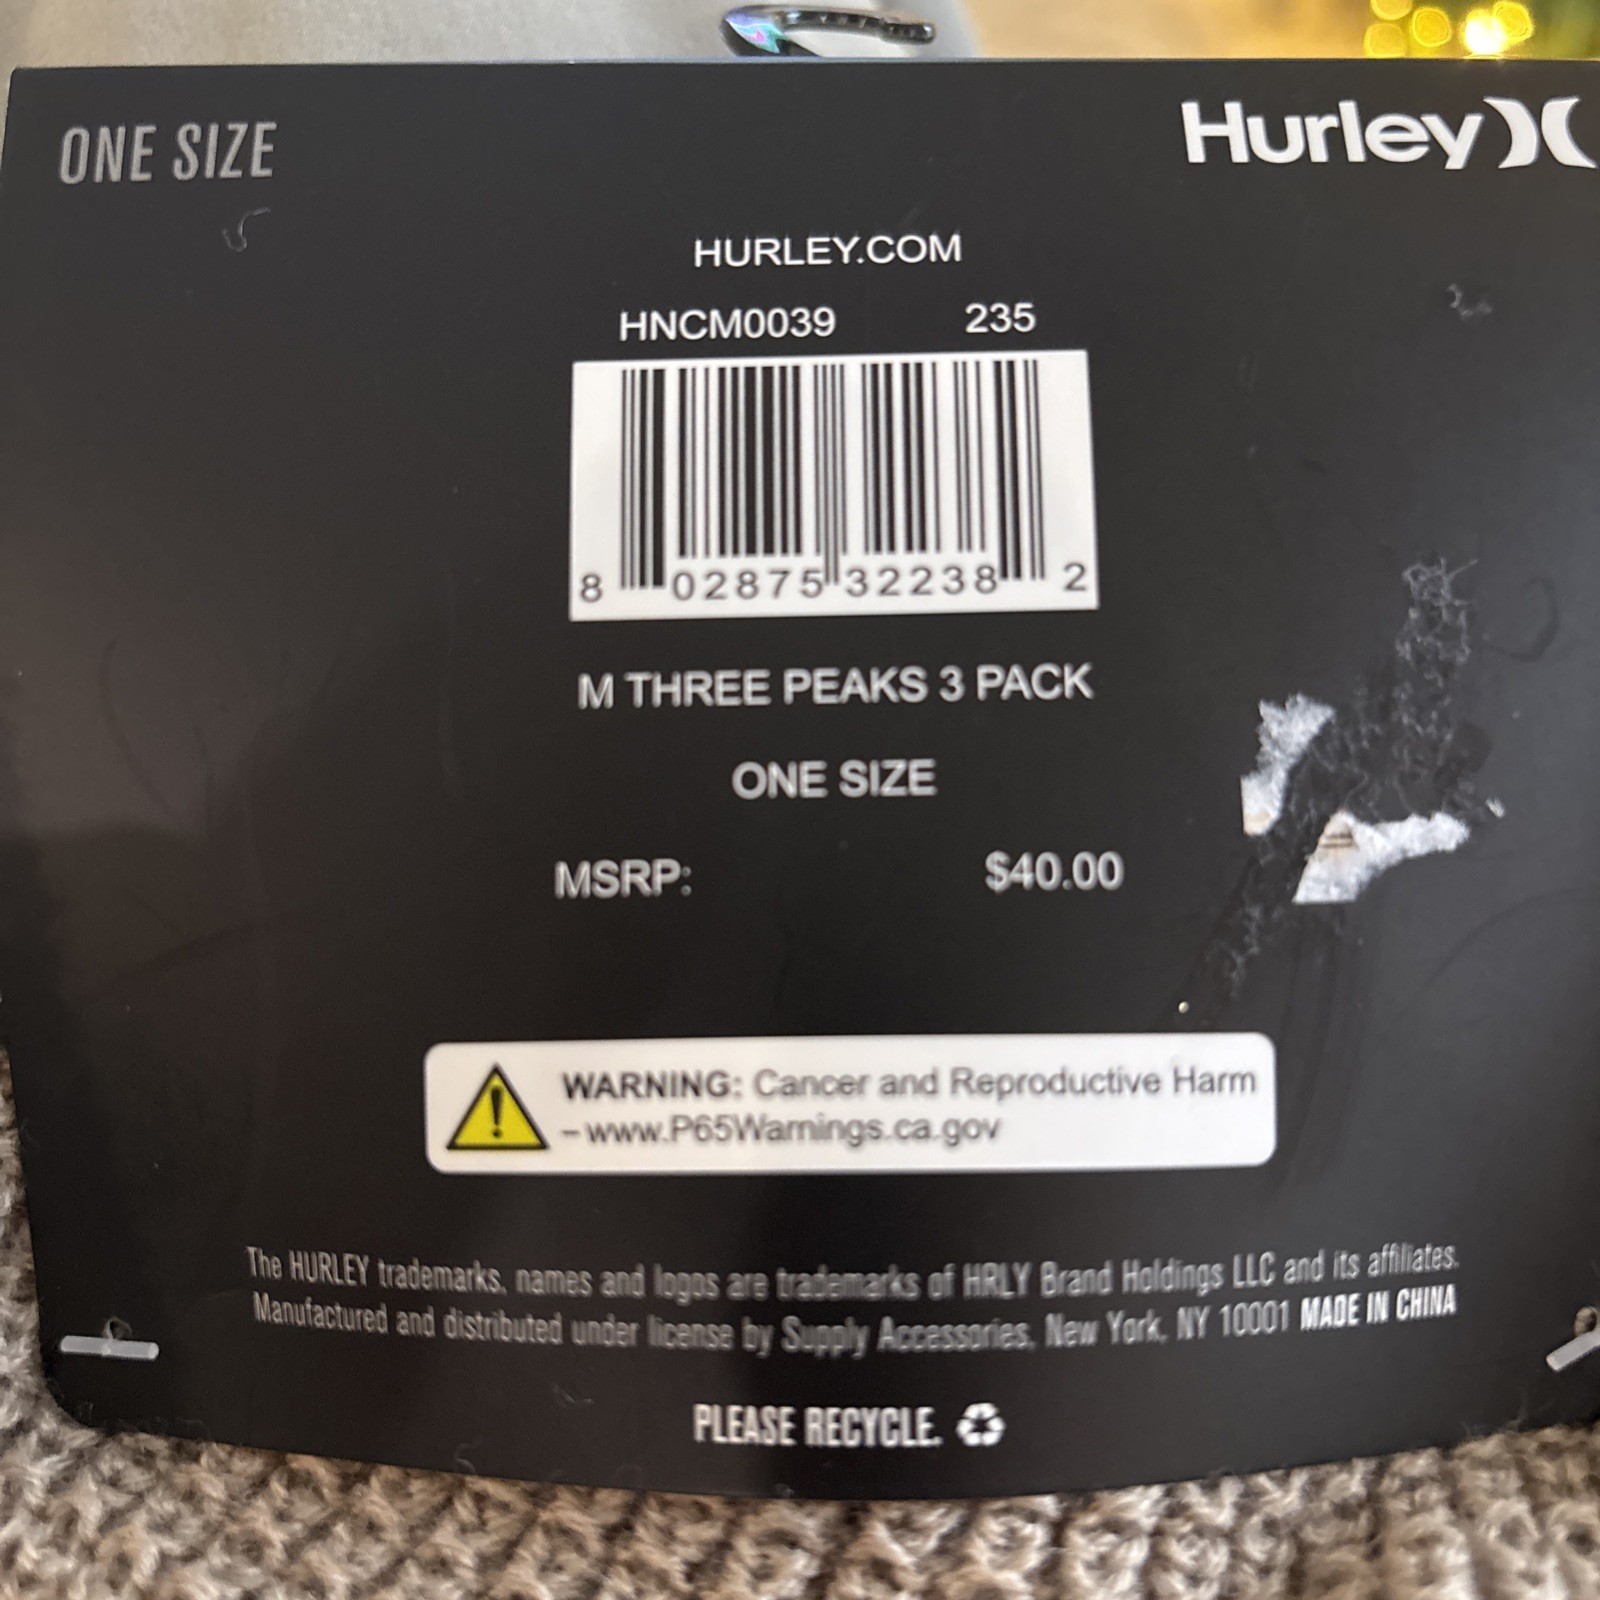 ONE SIZE
Hurley
HURLEY.COM
HNCM0039 235
8 02875 32238 2
M THREE PEAKS 3 PACK
ONE SIZE
MSRP: $40.00
WARNING: Cancer and Reproductive Harm
– www.P65Warnings.ca.gov
The HURLEY trademarks, names and logos are trademarks of HRLY Brand Holdings LLC and its affiliates.
Manufactured and distributed under license by Supply Accessories, New York, NY 10001 MADE IN CHINA
PLEASE RECYCLE.